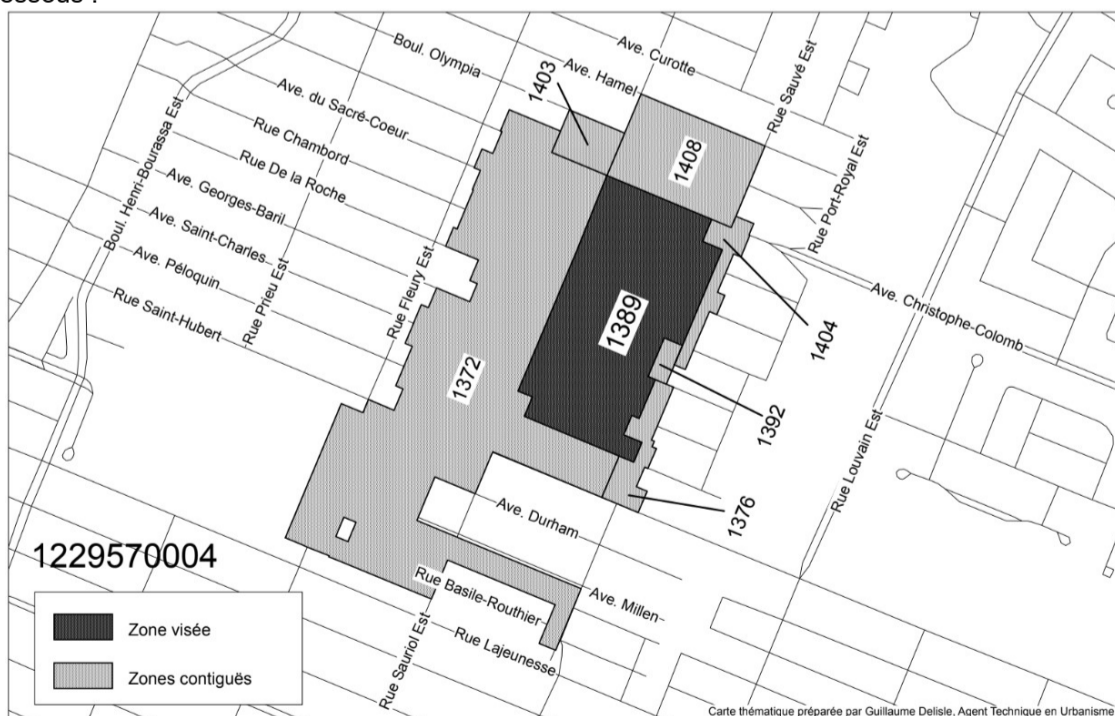 Boul. Olympia
Ave. Curotte
Ave. Hamel
Rue Sauvé Est
1403
Ave. du Sacré-Coeur
Rue Chambord
Rue De la Roche
Ave. Georges-Baril
Ave. Saint-Charles
Ave. Péloquin
Rue Saint-Hubert
Boul. Henri-Bourassa Est
Rue Prieu Est
Rue Fleury Est
1408
Rue Port-Royal Est
Ave. Christophe-Colomb
1389
1404
1372
1392
Rue Louvain Est
1376
Ave. Durham
Ave. Millen
Rue Basile-Routhier
Rue Lajeunesse
Rue Sauriol Est
1229570004
Zone visée
Zones contiguës
Carte thématique préparée par Guillaume Delisle, Agent Technique en Urbanisme